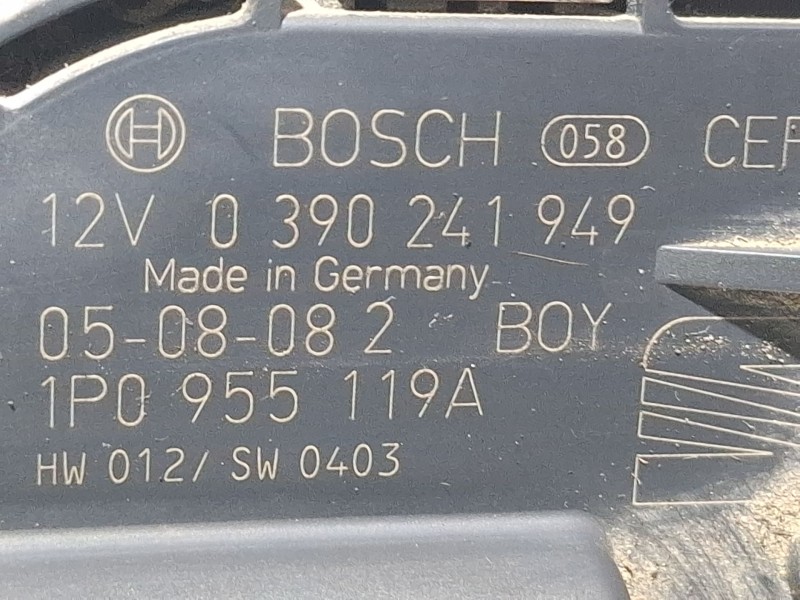 BOSCH 058
12V 0 390 241 949
Made in Germany
05-08-08 2 BOY
1P0 955 119A
HW 012/ SW 0403